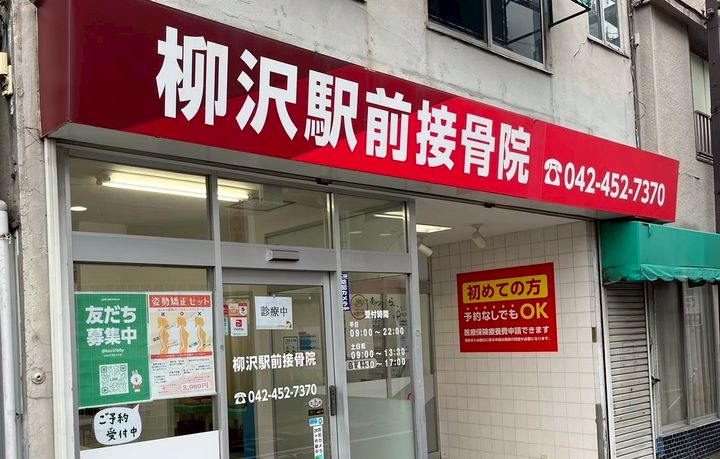 柳沢駅前接骨院
☎042-452-7370
初めての方
予約なしでもOK
医療保険療養費申請できます
友だち
募集中
姿勢矯正セット
3,980円
ご予約
受付中
診療中
柳沢駅前接骨院
☎042-452-7370
受付時間
平日
09:00～22:00
土日祝
09:00～13:30
～17:00